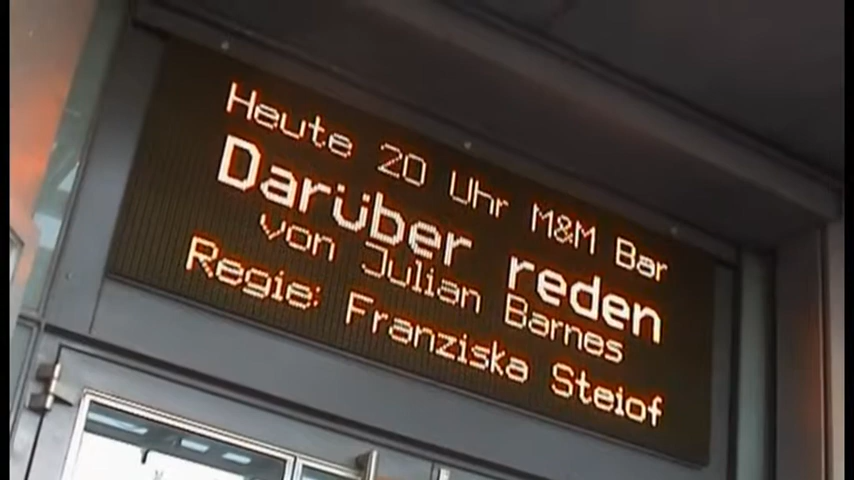 Heute 20 Uhr M&M Bar
Darüber reden
von Julian Barnes
Regie: Franziska Steiof